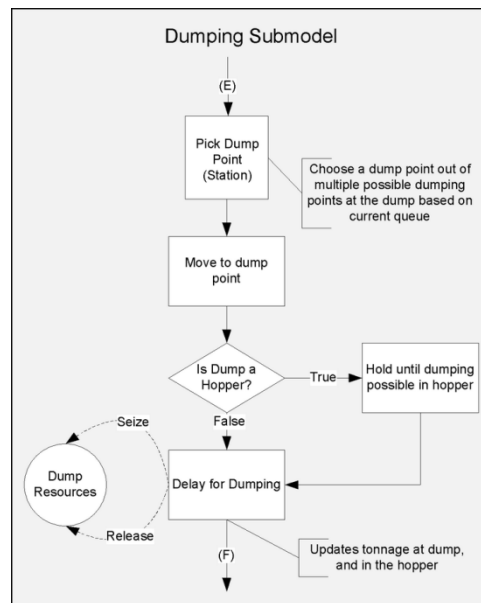 Dumping Submodel
(E)
Pick Dump
Point
(Station)
Choose a dump point out of
multiple possible dumping
points at the dump based on
current queue
Move to dump
point
Is Dump a
Hopper?
True
Hold until dumping
possible in hopper
False
Seize
Dump
Resources
Delay for Dumping
Release
(F)
Updates tonnage at dump,
and in the hopper